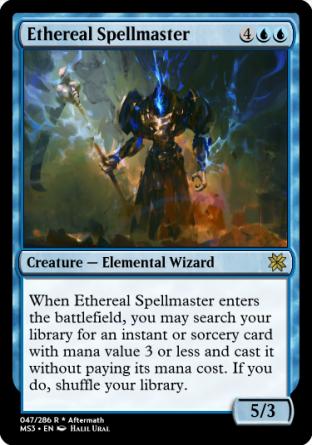 Ethereal Spellmaster 4
Creature — Elemental Wizard
When Ethereal Spellmaster enters
the battlefield, you may search your
library for an instant or sorcery card
with mana value 3 or less and cast it
without paying its mana cost. If you
do, shuffle your library.
5/3
047/286 R * Aftermath
MS3 • EN Halil Ural